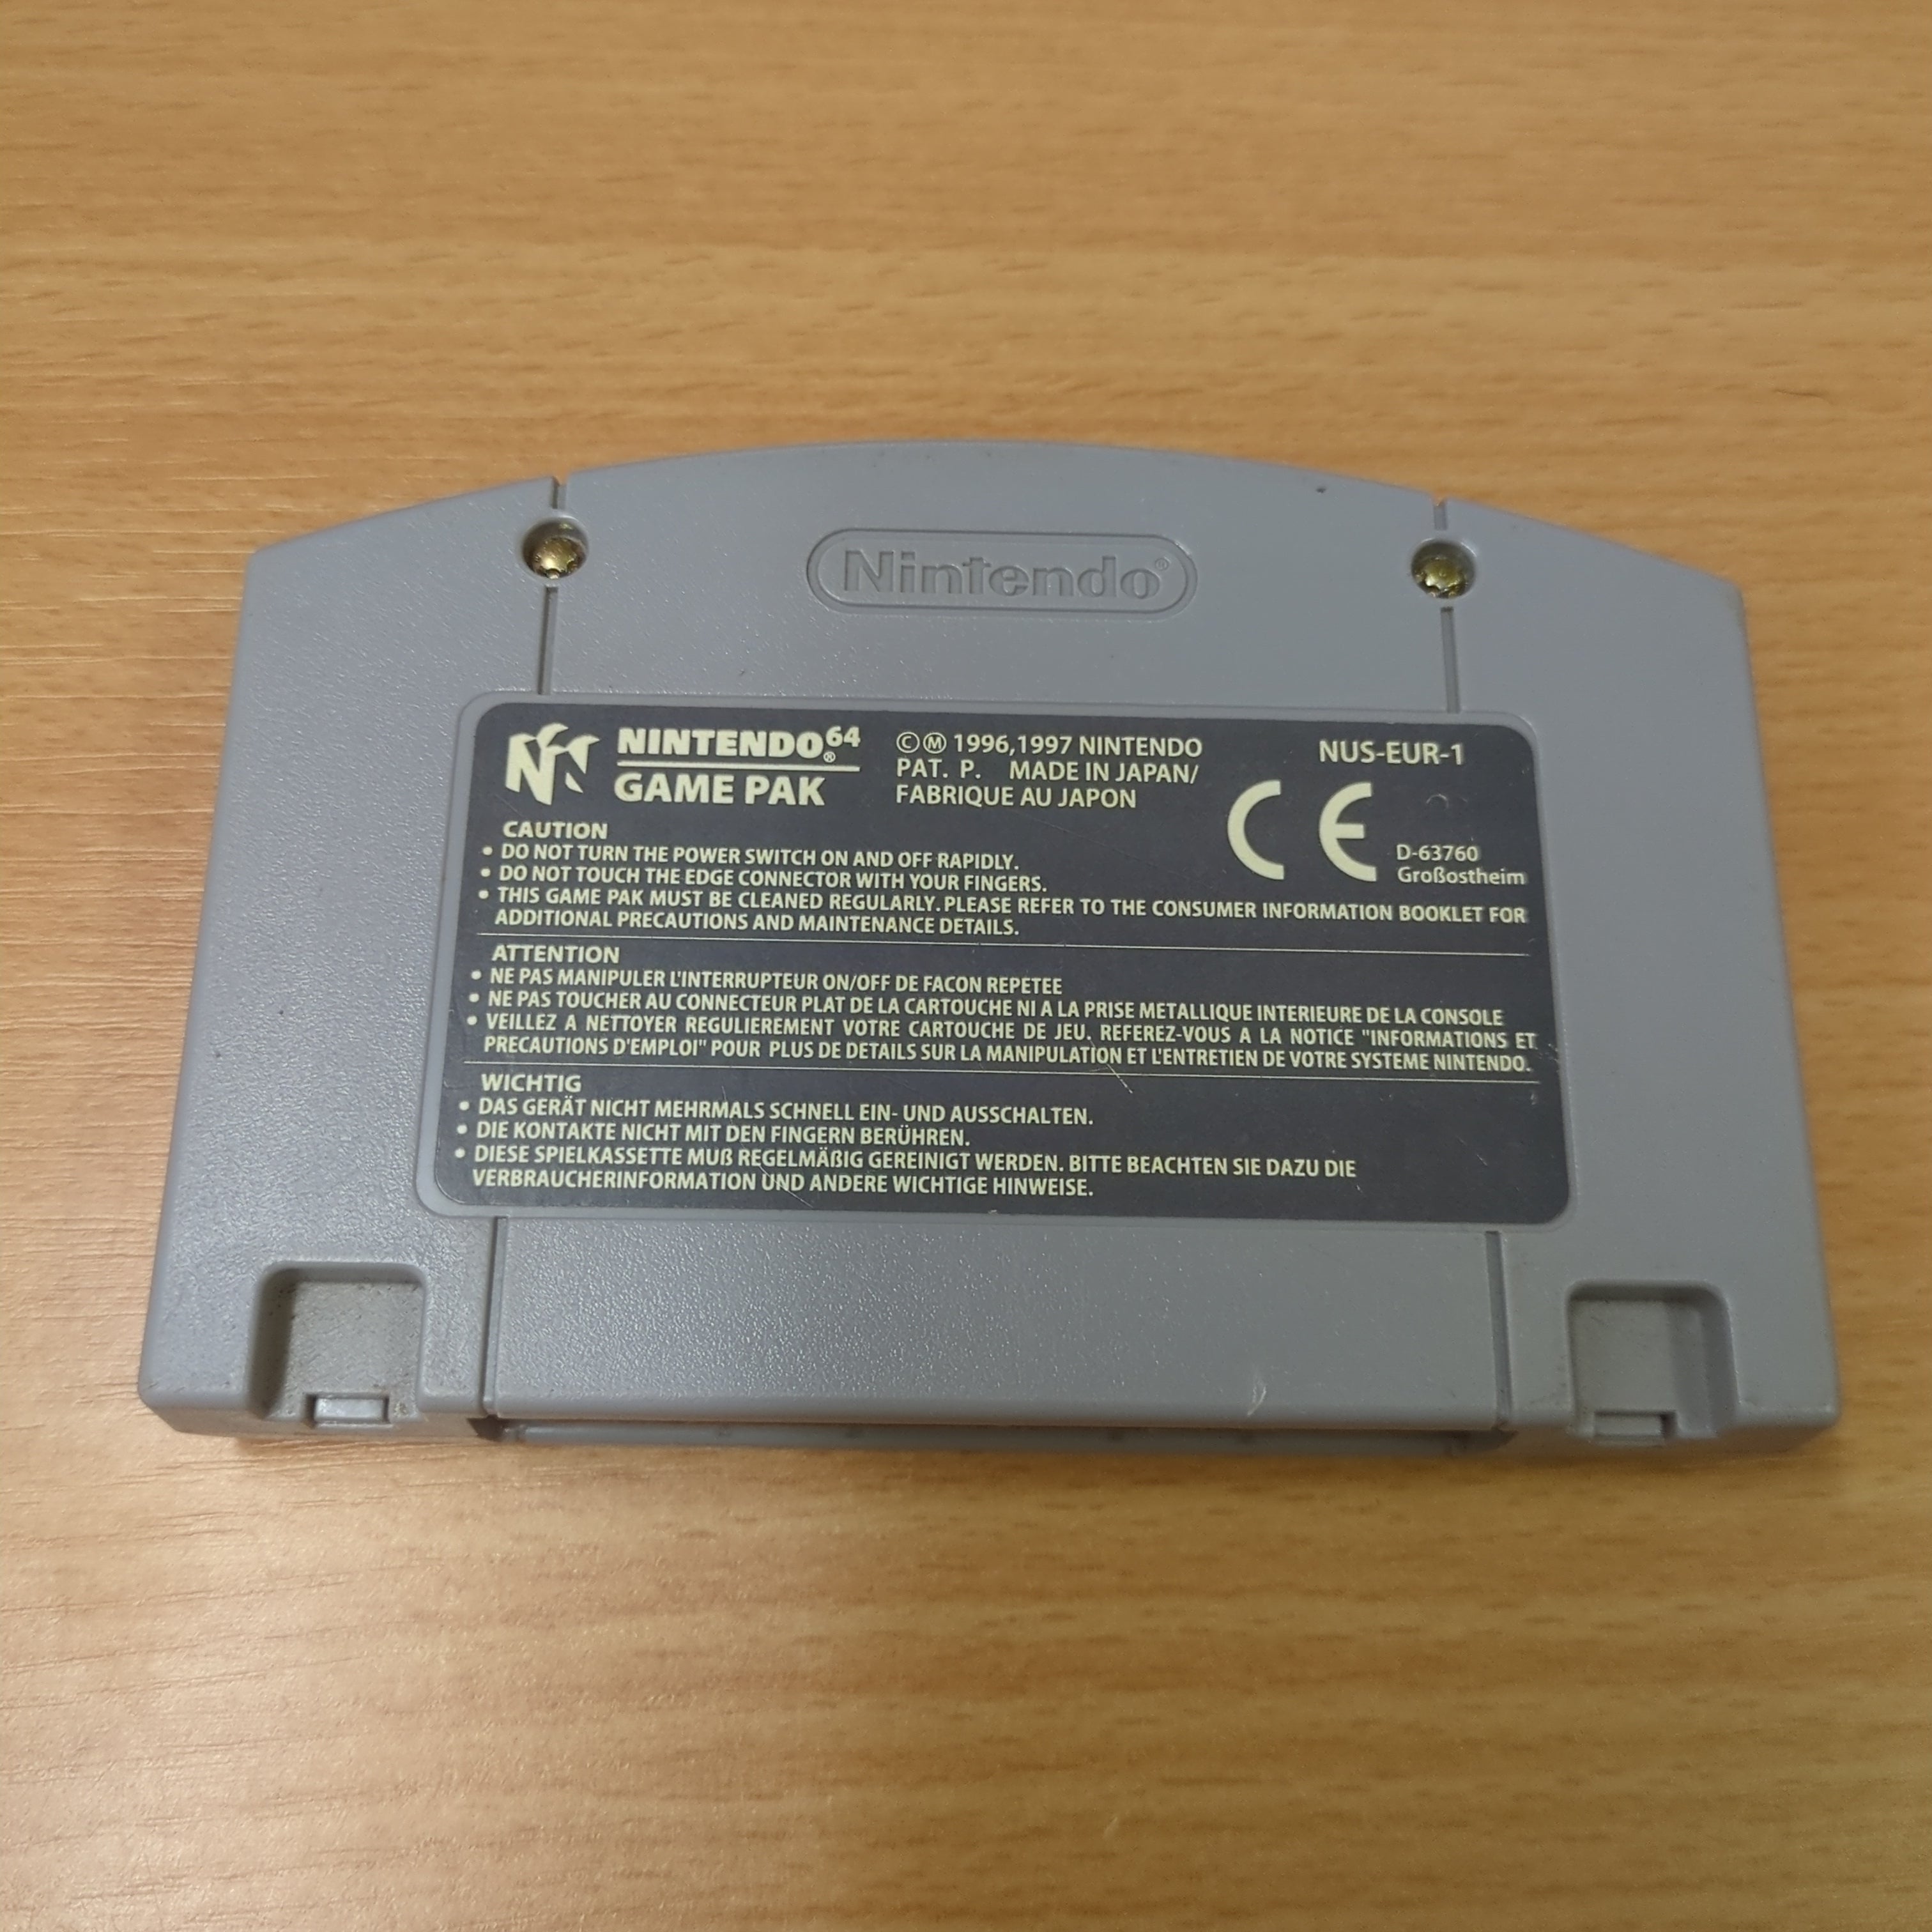 Nintendo®
NINTENDO64®
GAME PAK
©Ⓜ 1996,1997 NINTENDO
PAT. P. MADE IN JAPAN/
FABRIQUE AU JAPON
NUS-EUR-1
CE
D-63760
Großostheim
CAUTION
• DO NOT TURN THE POWER SWITCH ON AND OFF RAPIDLY.
• DO NOT TOUCH THE EDGE CONNECTOR WITH YOUR FINGERS.
• THIS GAME PAK MUST BE CLEANED REGULARLY. PLEASE REFER TO THE CONSUMER INFORMATION BOOKLET FOR
ADDITIONAL PRECAUTIONS AND MAINTENANCE DETAILS.
ATTENTION
• NE PAS MANIPULER L'INTERRUPTEUR ON/OFF DE FACON REPETEE
• NE PAS TOUCHER AU CONNECTEUR PLAT DE LA CARTOUCHE NI A LA PRISE METALLIQUE INTERIEURE DE LA CONSOLE
• VEILLEZ A NETTOYER REGULIEREMENT VOTRE CARTOUCHE DE JEU. REFEREZ-VOUS A LA NOTICE "INFORMATIONS ET
PRECAUTIONS D'EMPLOI" POUR PLUS DE DETAILS SUR LA MANIPULATION ET L'ENTRETIEN DE VOTRE SYSTEME NINTENDO.
WICHTIG
• DAS GERÄT NICHT MEHRMALS SCHNELL EIN- UND AUSSCHALTEN.
• DIE KONTAKTE NICHT MIT DEN FINGERN BERÜHREN.
• DIESE SPIELKASSETTE MUß REGELMÄßIG GEREINIGT WERDEN. BITTE BEACHTEN SIE DAZU DIE
VERBRAUCHERINFORMATION UND ANDERE WICHTIGE HINWEISE.